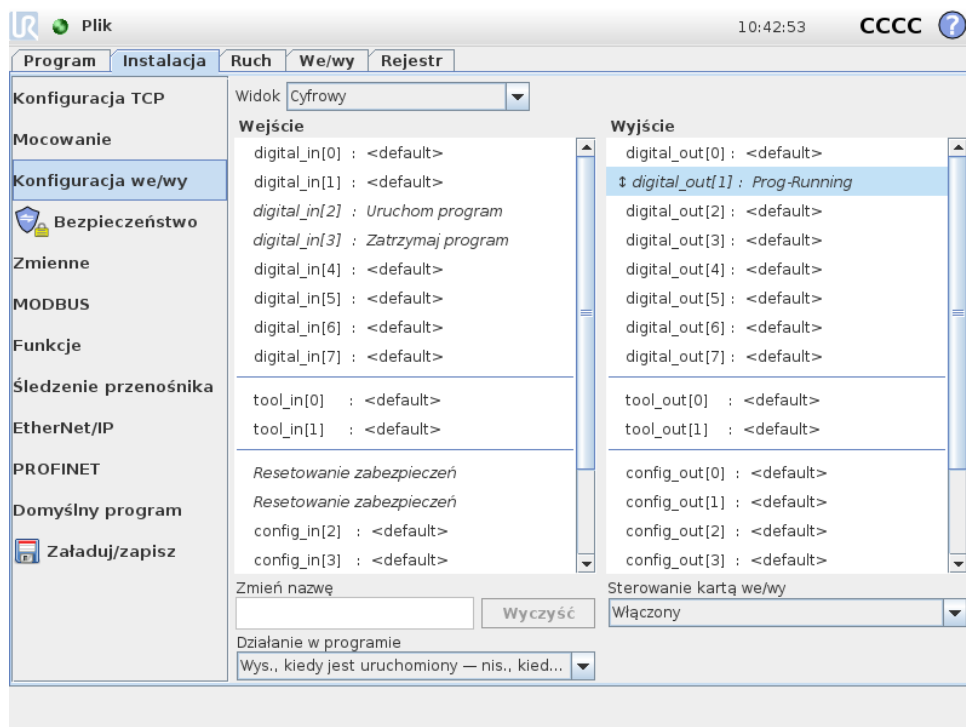 UR Plik 10:42:53 CCCC ?
Program Instalacja Ruch We/wy Rejestr
Konfiguracja TCP
Mocowanie
Konfiguracja we/wy
Bezpieczeństwo
Zmienne
MODBUS
Funkcje
Śledzenie przenośnika
EtherNet/IP
PROFINET
Domyślny program
Załaduj/zapisz
Widok Cyfrowy
Wejście
digital_in[0] : <default>
digital_in[1] : <default>
digital_in[2] : Uruchom program
digital_in[3] : Zatrzymaj program
digital_in[4] : <default>
digital_in[5] : <default>
digital_in[6] : <default>
digital_in[7] : <default>
tool_in[0] : <default>
tool_in[1] : <default>
Resetowanie zabezpieczeń
Resetowanie zabezpieczeń
config_in[2] : <default>
config_in[3] : <default>
Wyjście
digital_out[0] : <default>
↕ digital_out[1] : Prog-Running
digital_out[2] : <default>
digital_out[3] : <default>
digital_out[4] : <default>
digital_out[5] : <default>
digital_out[6] : <default>
digital_out[7] : <default>
tool_out[0] : <default>
tool_out[1] : <default>
config_out[0] : <default>
config_out[1] : <default>
config_out[2] : <default>
config_out[3] : <default>
Zmień nazwę
Wyczyść
Działanie w programie
Wys., kiedy jest uruchomiony — nis., kied...
Sterowanie kartą we/wy
Włączony